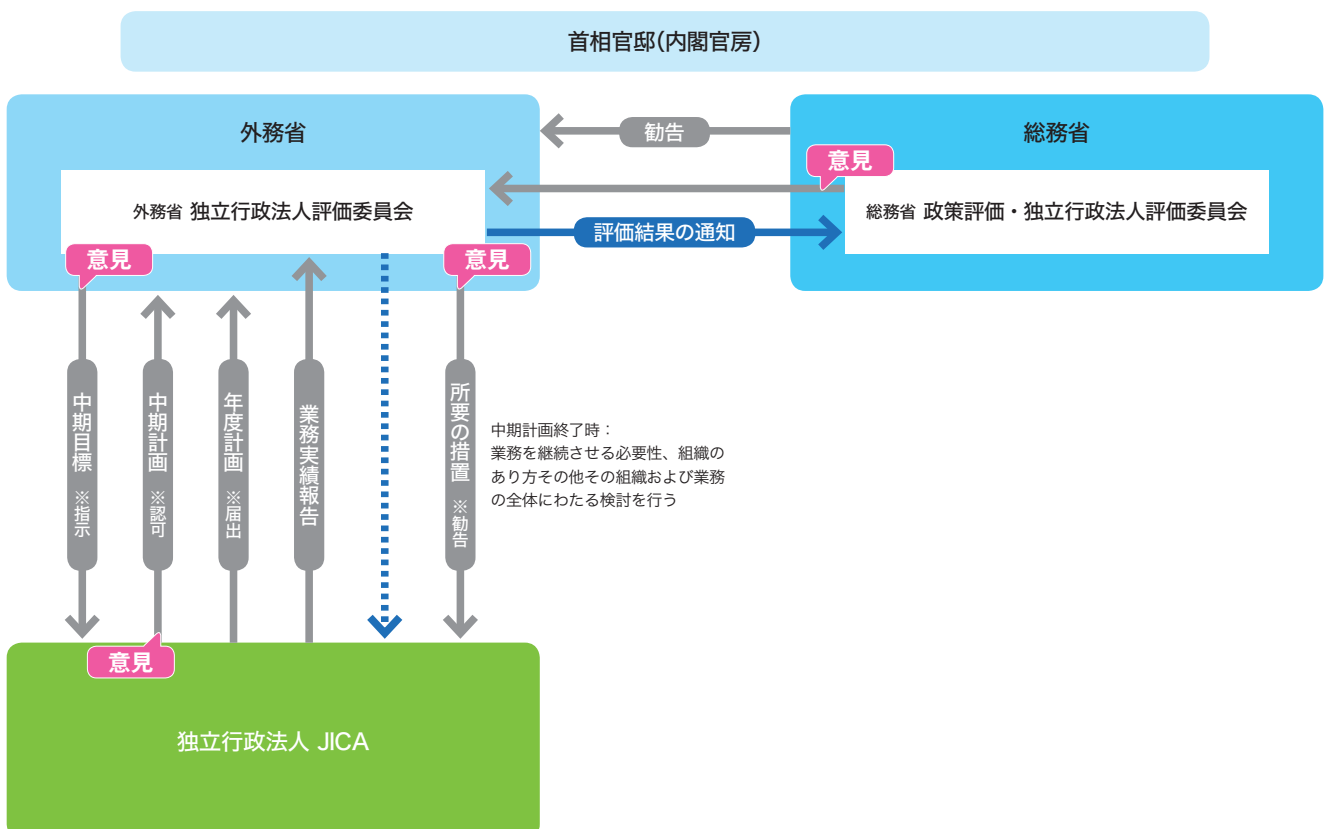 首相官邸(内閣官房)
外務省
勧告
総務省
意見
外務省 独立行政法人評価委員会
総務省 政策評価・独立行政法人評価委員会
評価結果の通知
意見
意見
中期目標 ※指示
中期計画 ※認可
年度計画 ※届出
業務実績報告
所要の措置 ※勧告
中期計画終了時：
業務を継続させる必要性、組織の
あり方その他その組織および業務
の全体にわたる検討を行う
意見
独立行政法人 JICA